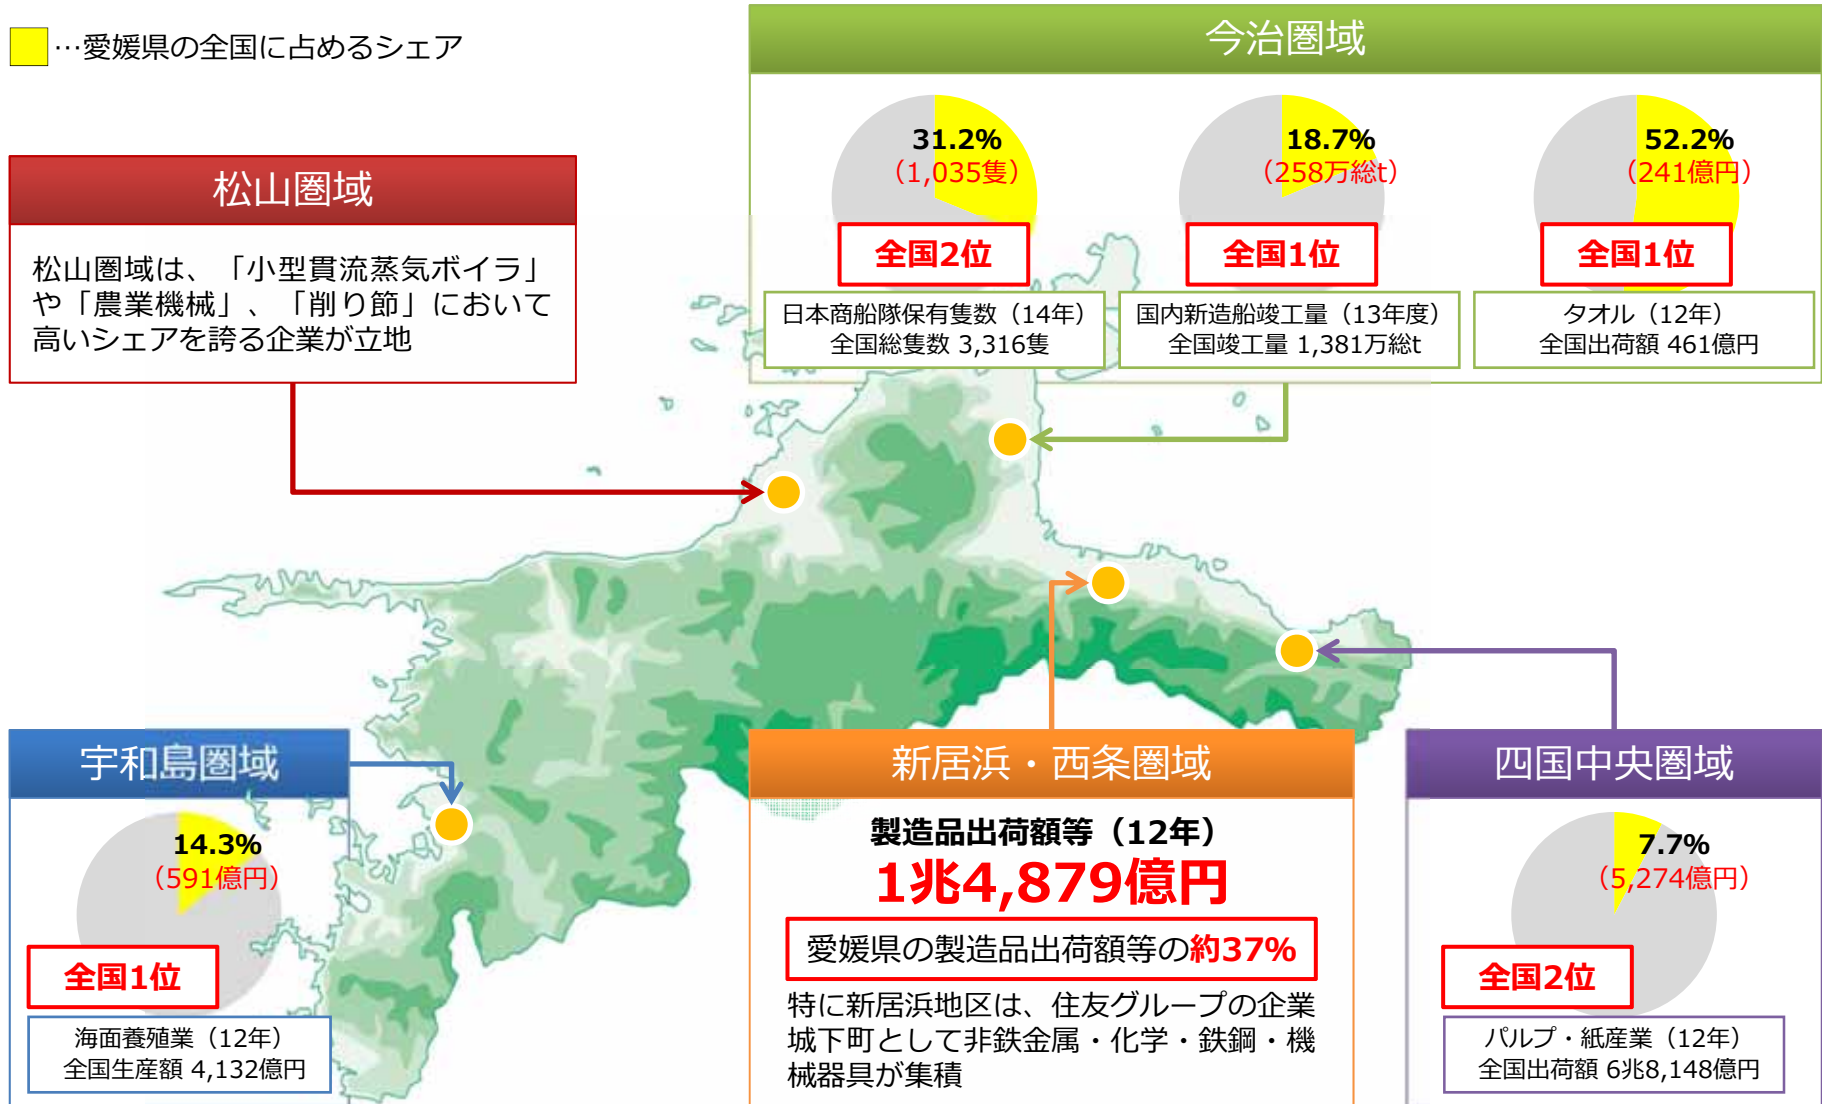 …愛媛県の全国に占めるシェア
今治圏域
31.2%
（1,035隻）
全国2位
日本商船隊保有隻数（14年）
全国総隻数 3,316隻
18.7%
（258万総t）
全国1位
国内新造船竣工量（13年度）
全国竣工量 1,381万総t
52.2%
（241億円）
全国1位
タオル（12年）
全国出荷額 461億円
松山圏域
松山圏域は、「小型貫流蒸気ボイラ」
や「農業機械」、「削り節」において
高いシェアを誇る企業が立地
宇和島圏域
14.3%
（591億円）
全国1位
海面養殖業（12年）
全国生産額 4,132億円
新居浜・西条圏域
製造品出荷額等（12年）
1兆4,879億円
愛媛県の製造品出荷額等の約37%
特に新居浜地区は、住友グループの企業
城下町として非鉄金属・化学・鉄鋼・機
械器具が集積
四国中央圏域
7.7%
（5,274億円）
全国2位
パルプ・紙産業（12年）
全国出荷額 6兆8,148億円